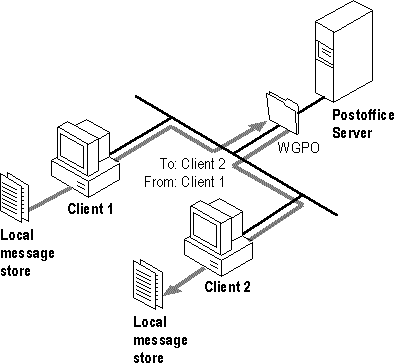 Postoffice
Server
WGPO
To: Client 2
From: Client 1
Client 1
Local
message
store
Client 2
Local
message
store